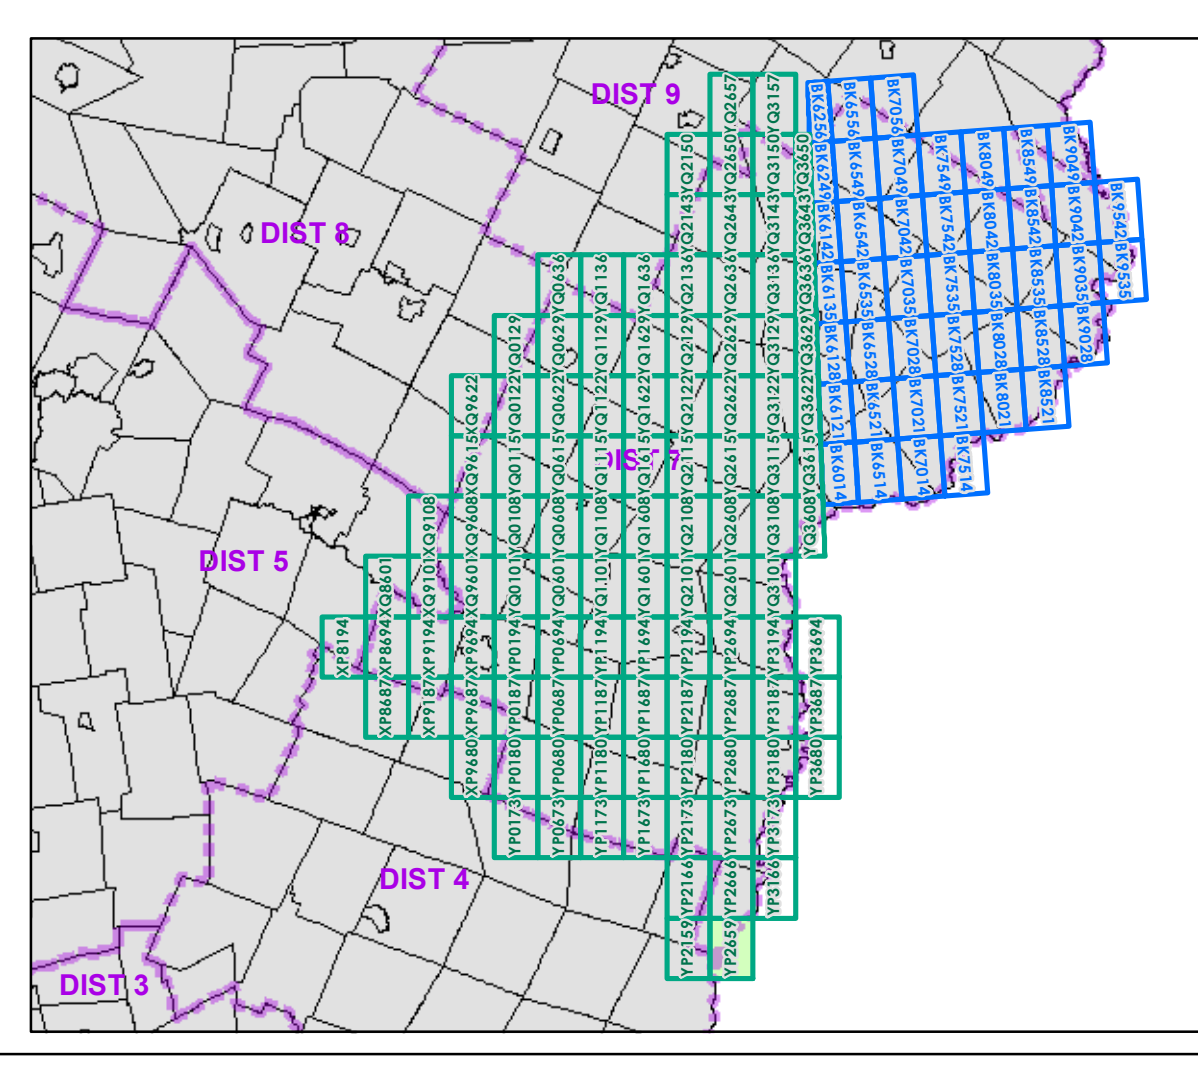 DIST 9
DIST 8
DIST 7
DIST 5
DIST 4
DIST 3
YQ2657 YQ3157
YQ2150 YQ2650 YQ3150 YQ3650
YQ2143 YQ2643 YQ3143 YQ3643
YQ0636 YQ1136 YQ1636 YQ2136 YQ2636 YQ3136 YQ3636
YQ0129 YQ0629 YQ1129 YQ1629 YQ2129 YQ2629 YQ3129 YQ3629
XQ9622 YQ0122 YQ0622 YQ1122 YQ1622 YQ2122 YQ2622 YQ3122 YQ3622
XQ9615 YQ0115 YQ0615 YQ1115 YQ1615 YQ2115 YQ2615 YQ3115 YQ3615
XQ9108 XQ9608 YQ0108 YQ0608 YQ1108 YQ1608 YQ2108 YQ2608 YQ3108 YQ3608
XQ8601 XQ9101 XQ9601 YQ0101 YQ0601 YQ1101 YQ1601 YQ2101 YQ2601 YQ3101
XP8194 XP8694 XP9194 XP9694 YP0194 YP0694 YP1194 YP1694 YP2194 YP2694 YP3194 YP3694
XP8687 XP9187 XP9687 YP0187 YP0687 YP1187 YP1687 YP2187 YP2687 YP3187 YP3687
XP9680 YP0180 YP0680 YP1180 YP1680 YP2180 YP2680 YP3180 YP3680
YP0173 YP0673 YP1173 YP1673 YP2173 YP2673 YP3173
YP2166 YP2666 YP3166
YP2159 YP2659
BK6256 BK6556 BK7056
BK6249 BK6549 BK7049 BK7549 BK8049 BK8549 BK9049
BK6142 BK6542 BK7042 BK7542 BK8042 BK8542 BK9042 BK9542
BK6135 BK6535 BK7035 BK7535 BK8035 BK8535 BK9035 BK9535
BK6128 BK6528 BK7028 BK7528 BK8028 BK8528 BK9028
BK6121 BK6521 BK7021 BK7521 BK8021 BK8521
BK6014 BK6514 BK7014 BK7514